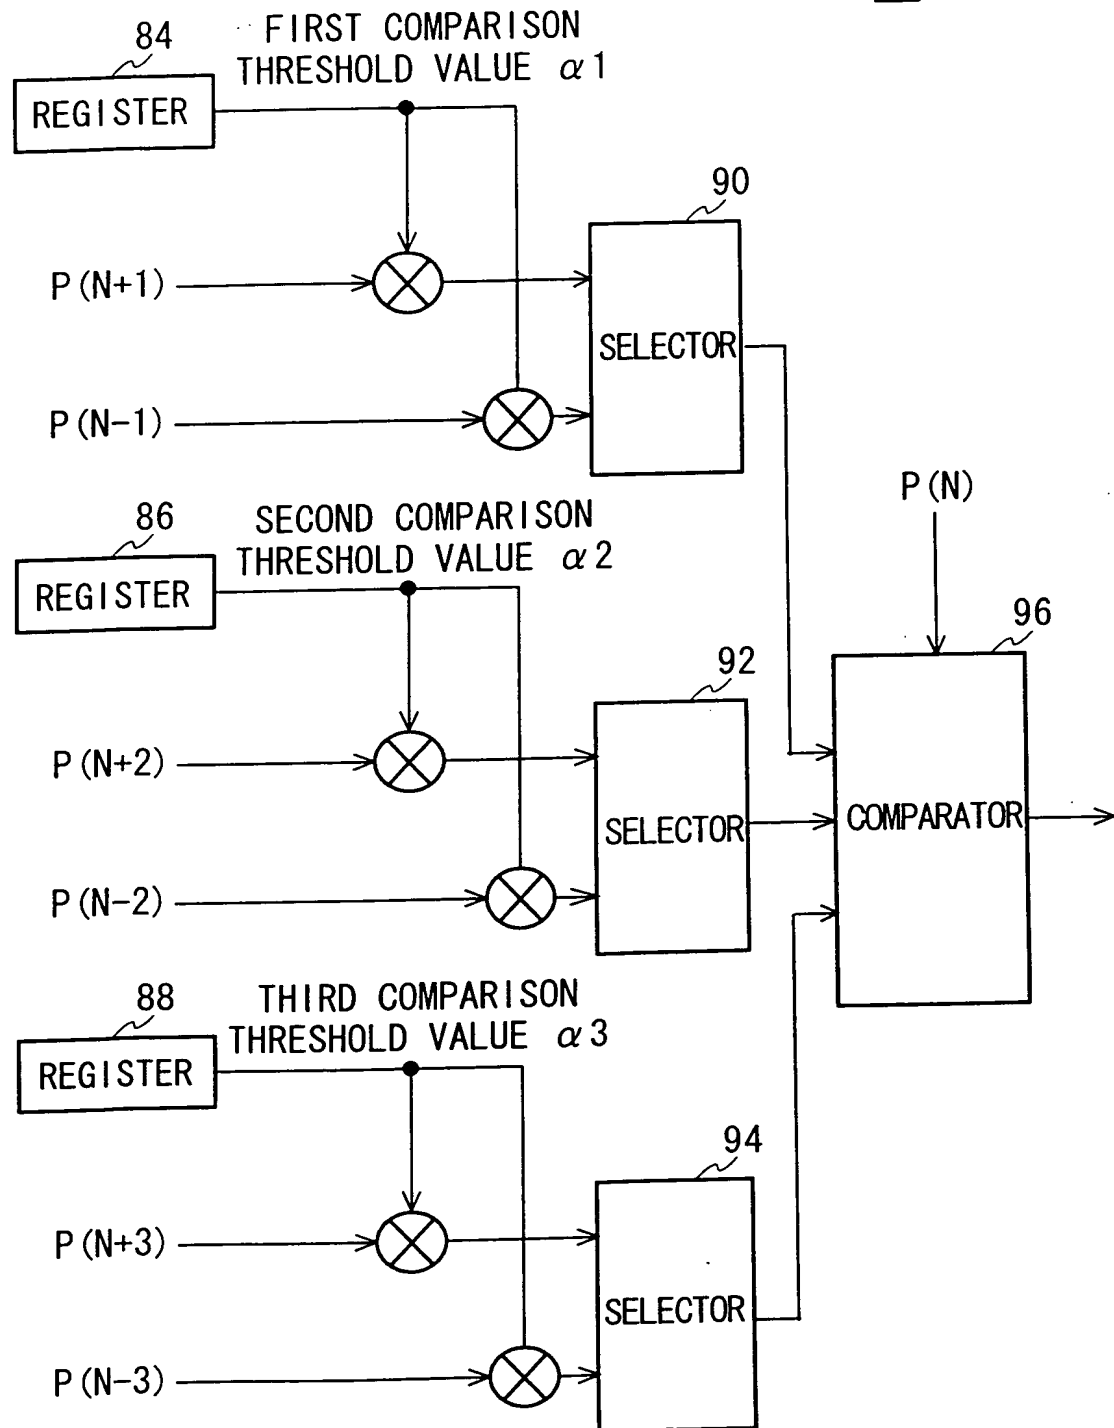 84
FIRST COMPARISON
THRESHOLD VALUE α1
REGISTER
90
P(N+1)
SELECTOR
P(N-1)
P(N)
86
SECOND COMPARISON
THRESHOLD VALUE α2
REGISTER
96
92
P(N+2)
SELECTOR
COMPARATOR
P(N-2)
88
THIRD COMPARISON
THRESHOLD VALUE α3
REGISTER
94
P(N+3)
SELECTOR
P(N-3)